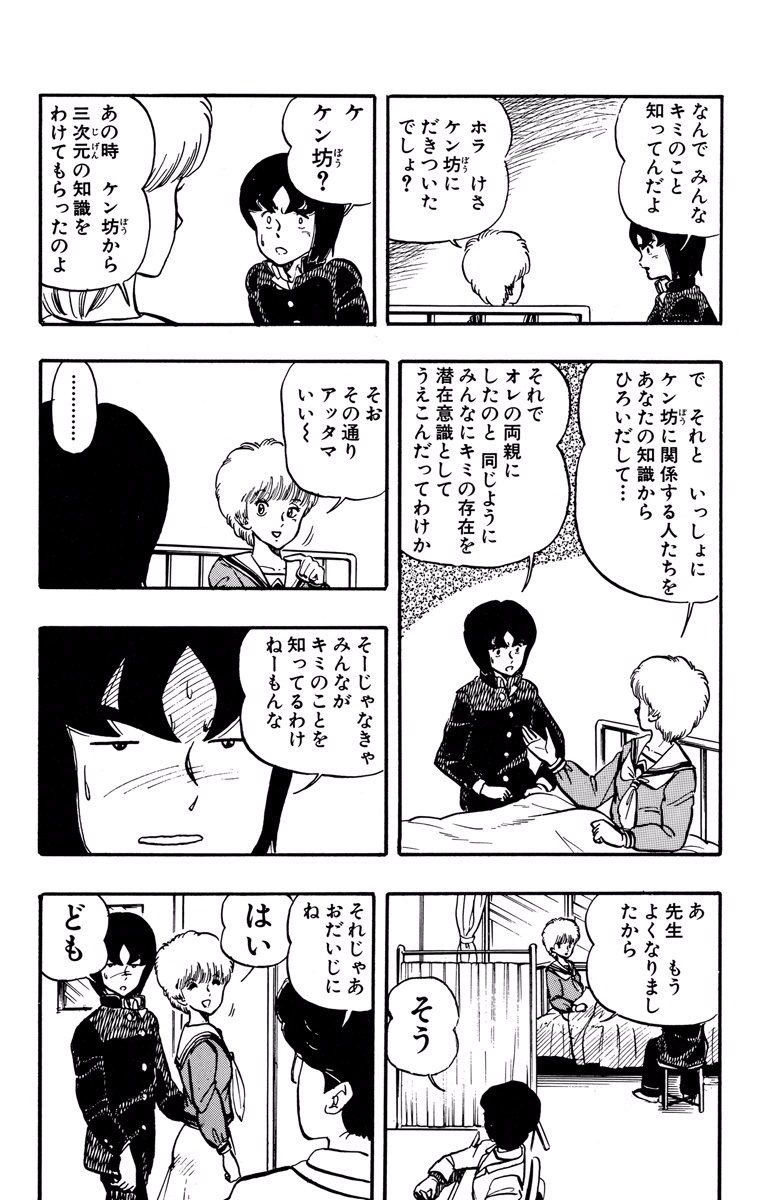 なんで みんな
キミのこと
知ってんだよ
ホラ けさ
ケン坊に
だきついた
でしょ?
ケ
ケン坊?
あの時 ケン坊から
三次元の知識を
わけてもらったのよ
で それと いっしょに
ケン坊に関係する人たちを
あなたの知識から
ひろいだして…
それで
オレの両親に
したのと 同じように
みんなにキミの存在を
潜在意識として
うえこんだってわけか
そお
その通り
アッタマ
いい〜
…………
そーじゃなきゃ
みんなが
キミのことを
知ってるわけ
ねーもんな
あ
先生 もう
よくなりまし
たから
そう
それじゃあ
おだいじに
ね
はい
ども